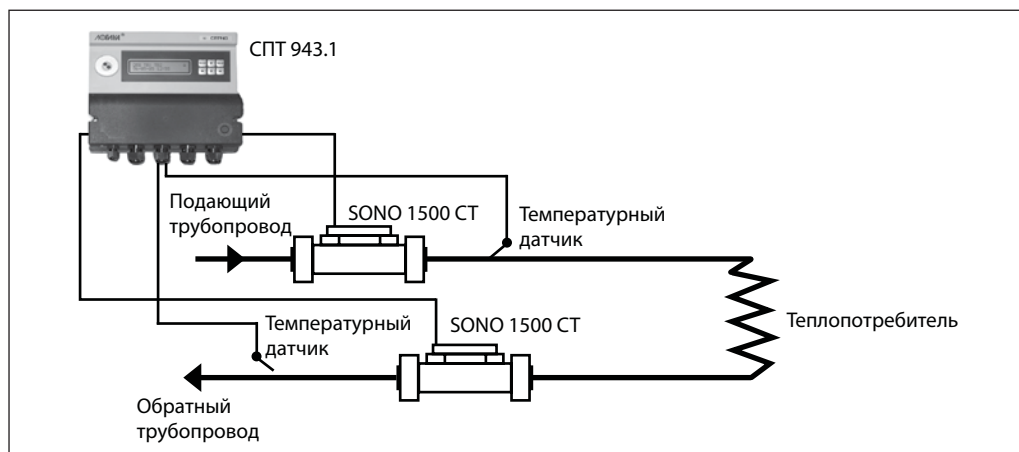 ЛОГИКА
СПТ 943.1
Подающий
трубопровод
SONO 1500 CT
Температурный
датчик
Температурный
датчик
SONO 1500 CT
Теплопотребитель
Обратный
трубопровод